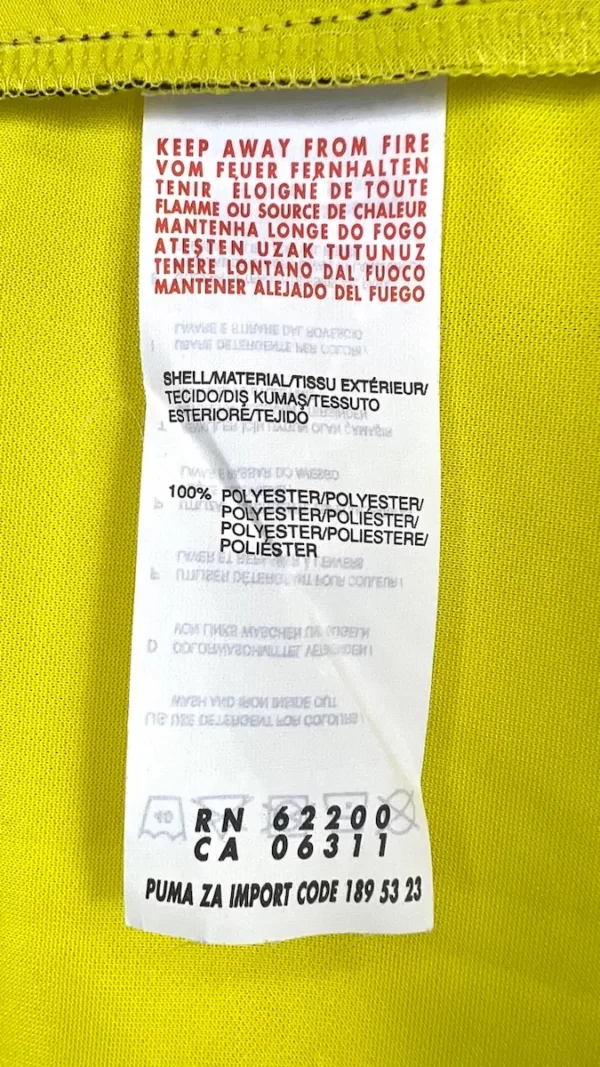 KEEP AWAY FROM FIRE
VOM FEUER FERNHALTEN
TENIR ÉLOIGNÉ DE TOUTE
FLAMME OU SOURCE DE CHALEUR
MANTENHA LONGE DO FOGO
ATEŞTEN UZAK TUTUNUZ
TENERE LONTANO DAL FUOCO
MANTENER ALEJADO DEL FUEGO
SHELL/MATERIAL/TISSU EXTÉRIEUR/
TECIDO/DIŞ KUMAŞ/TESSUTO
ESTERIORE/TEJIDO
100% POLYESTER/POLYESTER/
POLYESTER/POLIÉSTER/
POLYESTER/POLIESTERE/
POLIÉSTER
RN 62200
CA 06311
PUMA ZA IMPORT CODE 189 53 23